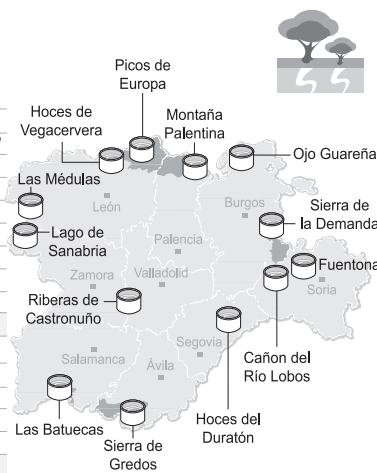 Picos de
Europa
Hoces de
Vegacervera
Montaña
Palentina
Ojo Guareña
Las Médulas
León
Burgos
Sierra de
la Demanda
Lago de
Sanabria
Palencia
Fuentona
Zamora
Valladolid
Soria
Riberas de
Castronuño
Segovia
Cañon del
Río Lobos
Salamanca
Ávila
Las Batuecas
Hoces del
Duratón
Sierra de
Gredos